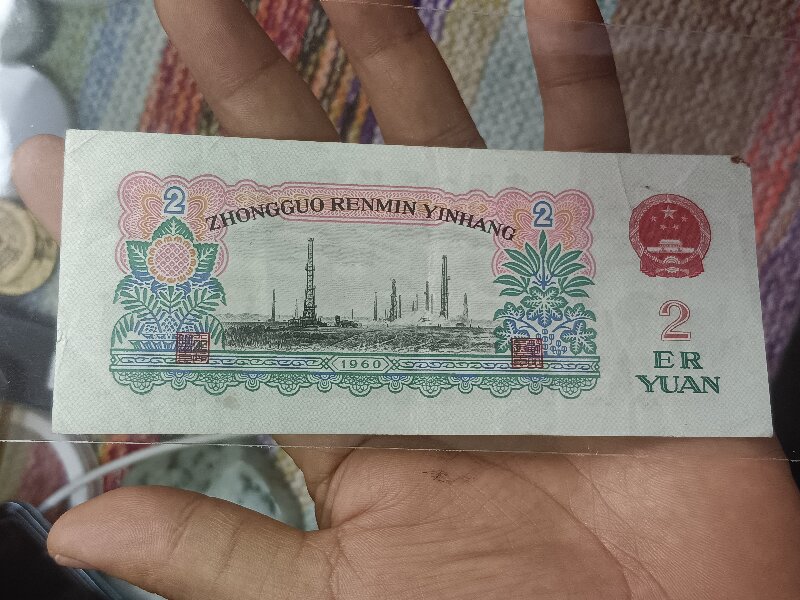 2
2
ZHONGGUO RENMIN YINHANG
1960
2
ER
YUAN